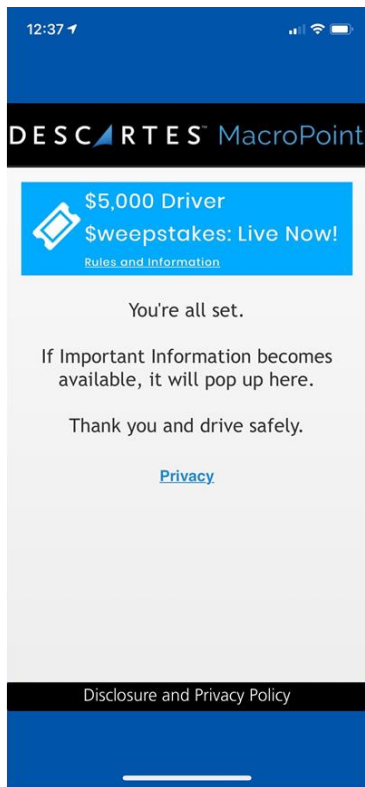 12:37
DESCARTES™ MacroPoint
$5,000 Driver
$weepstakes: Live Now!
Rules and Information
You're all set.
If Important Information becomes
available, it will pop up here.
Thank you and drive safely.
Privacy
Disclosure and Privacy Policy